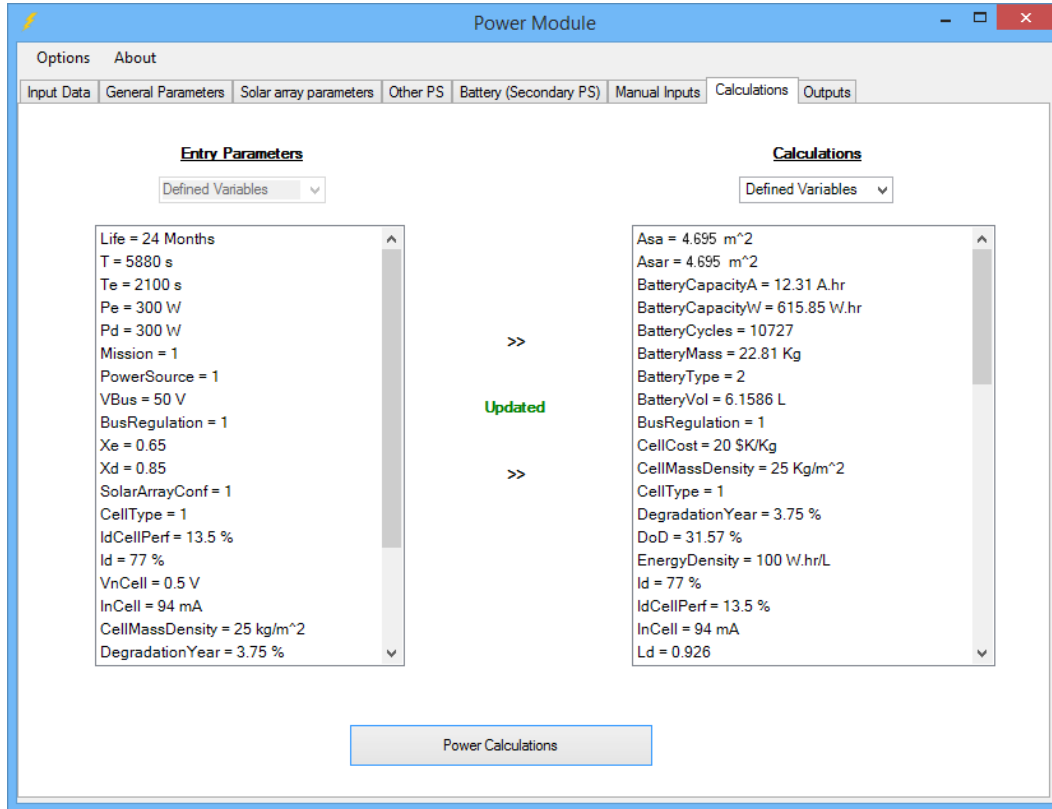 Power Module
Options About
Input Data General Parameters Solar array parameters Other PS Battery (Secondary PS) Manual Inputs Calculations Outputs
Entry Parameters
Defined Variables
Life = 24 Months
T = 5880 s
Te = 2100 s
Pe = 300 W
Pd = 300 W
Mission = 1
PowerSource = 1
VBus = 50 V
BusRegulation = 1
Xe = 0.65
Xd = 0.85
SolarArrayConf = 1
CellType = 1
IdCellPerf = 13.5 %
Id = 77 %
VnCell = 0.5 V
InCell = 94 mA
CellMassDensity = 25 kg/m^2
DegradationYear = 3.75 %
>>
Updated
>>
Calculations
Defined Variables
Asa = 4.695 m^2
Asar = 4.695 m^2
BatteryCapacityA = 12.31 A.hr
BatteryCapacityW = 615.85 W.hr
BatteryCycles = 10727
BatteryMass = 22.81 Kg
BatteryType = 2
BatteryVol = 6.1586 L
BusRegulation = 1
CellCost = 20 $K/Kg
CellMassDensity = 25 Kg/m^2
CellType = 1
DegradationYear = 3.75 %
DoD = 31.57 %
EnergyDensity = 100 W.hr/L
Id = 77 %
IdCellPerf = 13.5 %
InCell = 94 mA
Ld = 0.926
Power Calculations